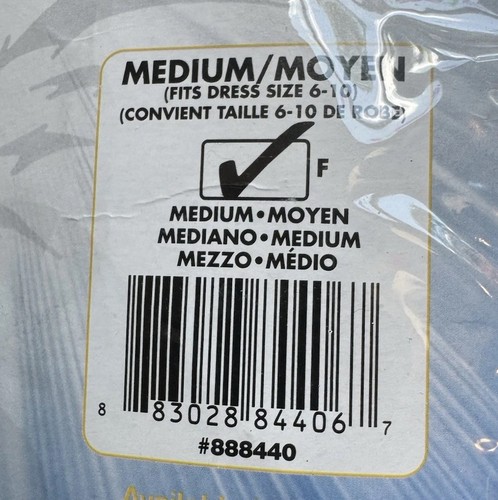 MEDIUM/MOYEN
(FITS DRESS SIZE 6-10)
(CONVIENT TAILLE 6-10 DE ROBE)
F
MEDIUM•MOYEN
MEDIANO•MEDIUM
MEZZO•MÉDIO
8 83028 84406 7
#888440